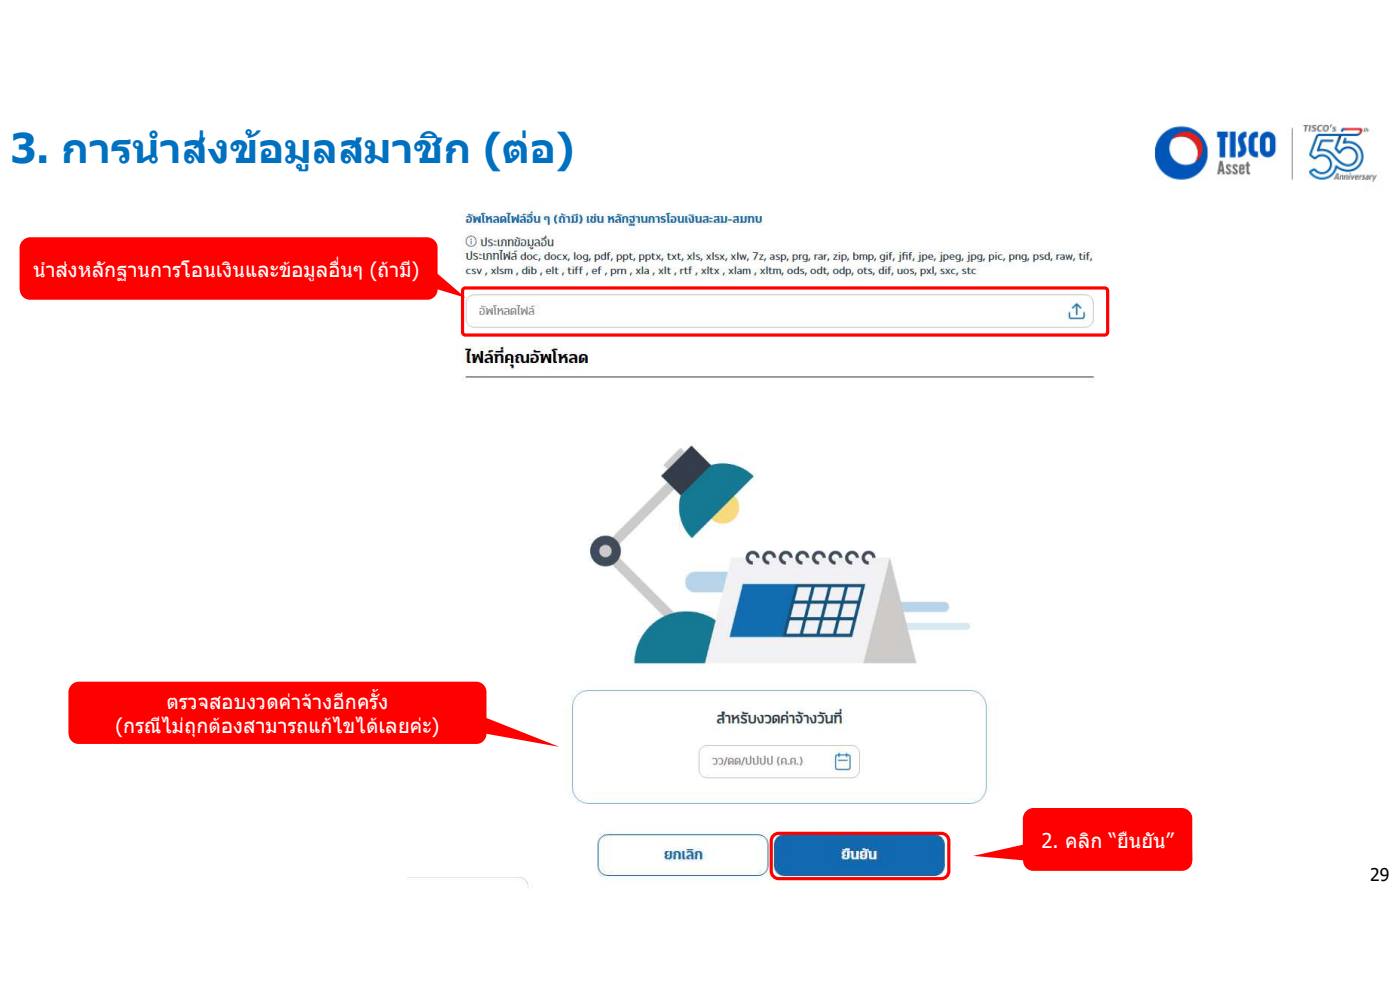 3. การนำส่งข้อมูลสมาชิก (ต่อ)
TISCO
Asset
TISCO's
55th
Anniversary
อัพโหลดไฟล์อื่น ๆ (ถ้ามี) เช่น หลักฐานการโอนเงินสะสม-สมทบ
นำส่งหลักฐานการโอนเงินและข้อมูลอื่นๆ (ถ้ามี)
ประเภทข้อมูลอื่น
ประเภทไฟล์ doc, docx, log, pdf, ppt, pptx, txt, xls, xlsx, xlw, 7z, asp, prg, rar, zip, bmp, gif, jfif, jpe, jpeg, jpg, pic, png, psd, raw, tif,
csv , xlsm , dib , elt , tiff , ef , prn , xla , xlt , rtf , xltx , xlam , xltm, ods, odt, odp, ots, dif, uos, pxl, sxc, stc
อัพโหลดไฟล์
ไฟล์ที่คุณอัพโหลด
ตรวจสอบงวดค่าจ้างอีกครั้ง
(กรณีไม่ถูกต้องสามารถแก้ไขได้เลยค่ะ)
สำหรับงวดค่าจ้างวันที่
วว/ดด/ปปปป (ค.ศ.)
ยกเลิก
ยืนยัน
2. คลิก “ยืนยัน”
29